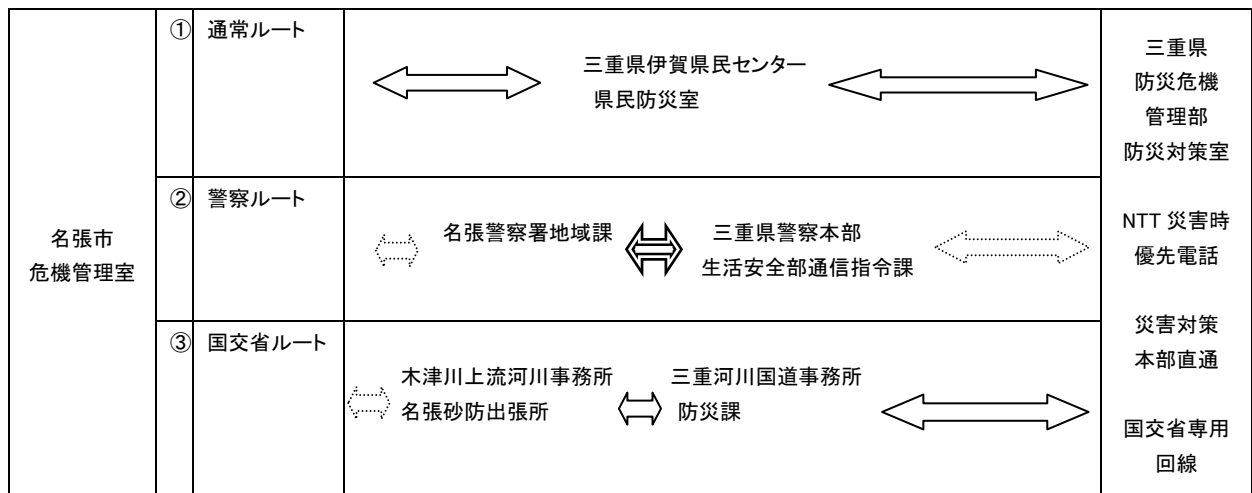 名張市
危機管理室
① 通常ルート
三重県伊賀県民センター
県民防災室
② 警察ルート
名張警察署地域課
三重県警察本部
生活安全部通信指令課
③ 国交省ルート
木津川上流河川事務所
名張砂防出張所
三重河川国道事務所
防災課
三重県
防災危機
管理部
防災対策室
NTT 災害時
優先電話
災害対策
本部直通
国交省専用
回線